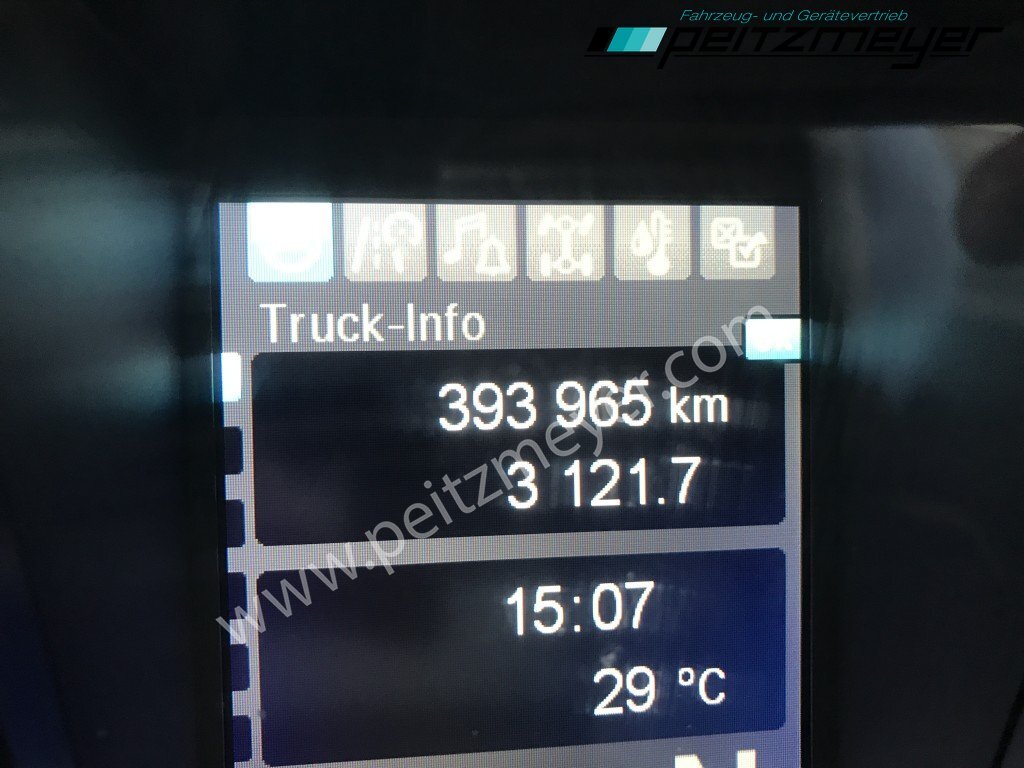 Fahrzeug- und Gerätevertrieb
peitzmeyer
Truck-Info
393 965 km
3 121.7
www.peitzmeyer.com
15:07
29 °C
N